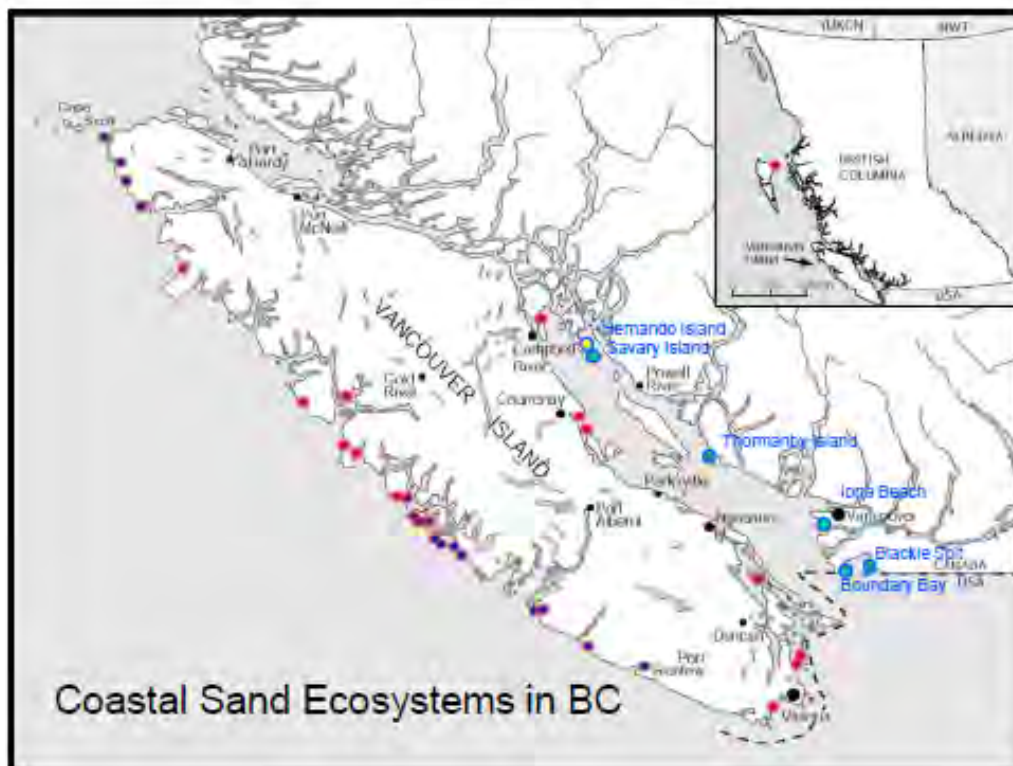 YUKON
NWT
BRITISH
COLUMBIA
USA
Cape
Scott
Port
Hardy
Port
McNeill
VANCOUVER
ISLAND
Gold
River
Campbell
River
Hernando Island
Savary Island
Powell
River
Courtenay
Thormanby Island
Parksville
Iona Beach
Vancouver
Nanaimo
Port
Alberni
Blackie Spit
CANADA
USA
Boundary Bay
Duncan
Port
Victoria
Coastal Sand Ecosystems in BC